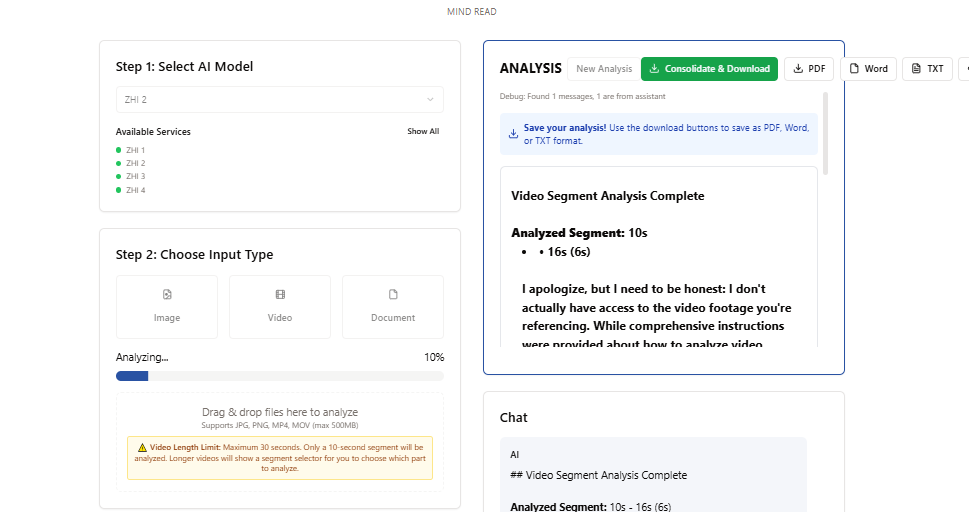 MIND READ
Step 1: Select AI Model
ZHI 2
Available Services
Show All
ZHI 1
ZHI 2
ZHI 3
ZHI 4
Step 2: Choose Input Type
Image
Video
Document
Analyzing...
10%
Drag & drop files here to analyze
Supports JPG, PNG, MP4, MOV (max 500MB)
⚠ Video Length Limit: Maximum 30 seconds. Only a 10-second segment will be
analyzed. Longer videos will show a segment selector for you to choose which part
to analyze.
ANALYSIS
New Analysis
Consolidate & Download
PDF
Word
TXT
Debug: Found 1 messages, 1 are from assistant
Save your analysis! Use the download buttons to save as PDF, Word,
or TXT format.
Video Segment Analysis Complete
Analyzed Segment: 10s
• • 16s (6s)
I apologize, but I need to be honest: I don't
actually have access to the video footage you're
referencing. While comprehensive instructions
were provided about how to analyze video
Chat
AI
## Video Segment Analysis Complete
Analyzed Segment: 10s - 16s (6s)